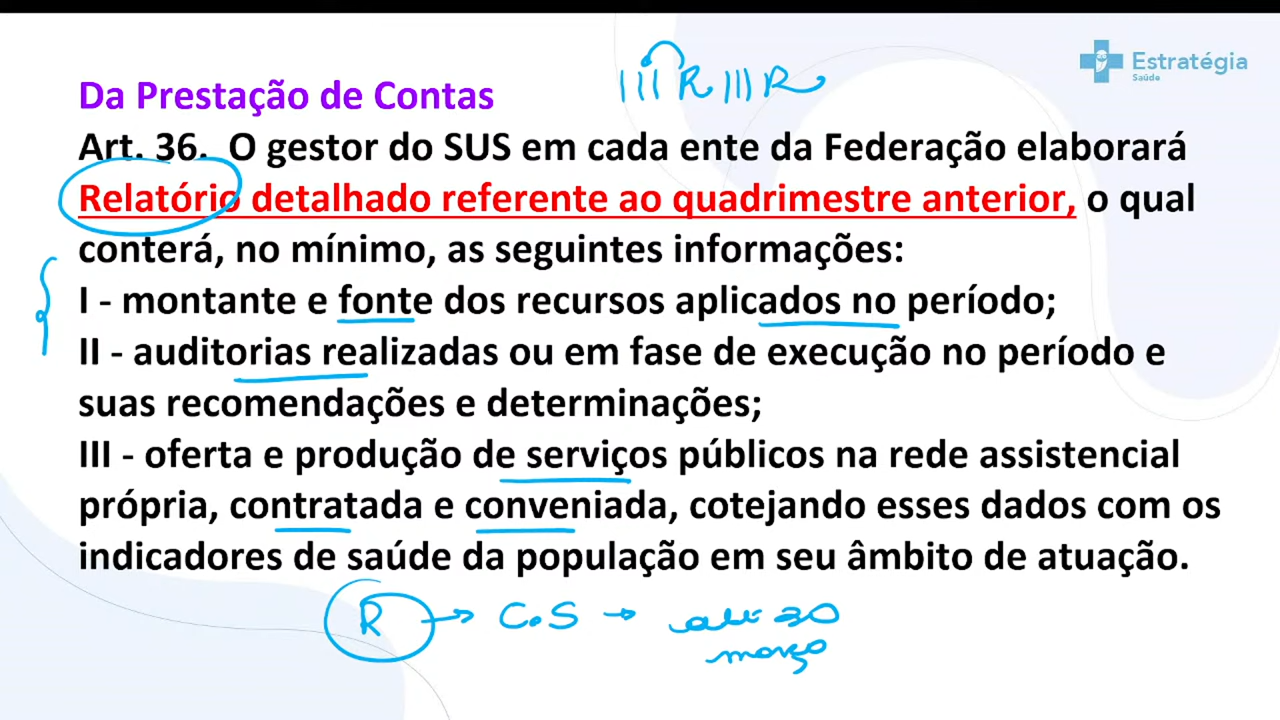 Estratégia
Saúde
III R III R
Da Prestação de Contas
Art. 36. O gestor do SUS em cada ente da Federação elaborará
Relatório detalhado referente ao quadrimestre anterior, o qual
conterá, no mínimo, as seguintes informações:
I - montante e fonte dos recursos aplicados no período;
II - auditorias realizadas ou em fase de execução no período e
suas recomendações e determinações;
III - oferta e produção de serviços públicos na rede assistencial
própria, contratada e conveniada, cotejando esses dados com os
indicadores de saúde da população em seu âmbito de atuação.
R → C.S → até 30
março